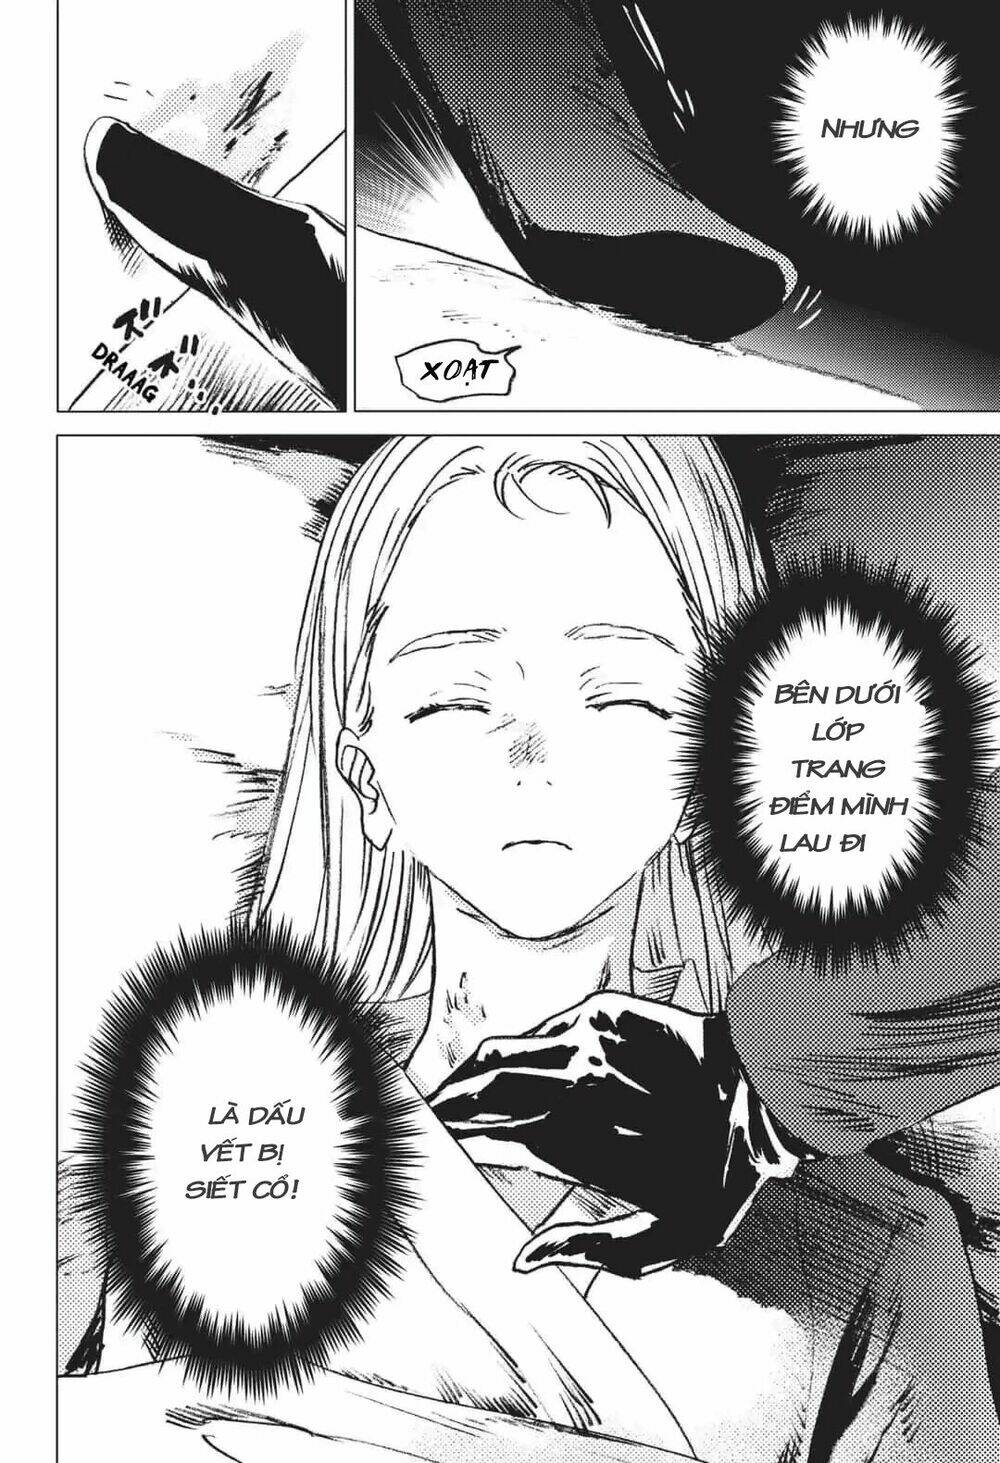 NHƯNG
XOẠT
ズ
ズ゙...
DRAAAG
BÊN DƯỚI
LỚP
TRANG
ĐIỂM MÌNH
LAU ĐI
LÀ DẤU
VẾT BỊ
SIẾT CỔ!